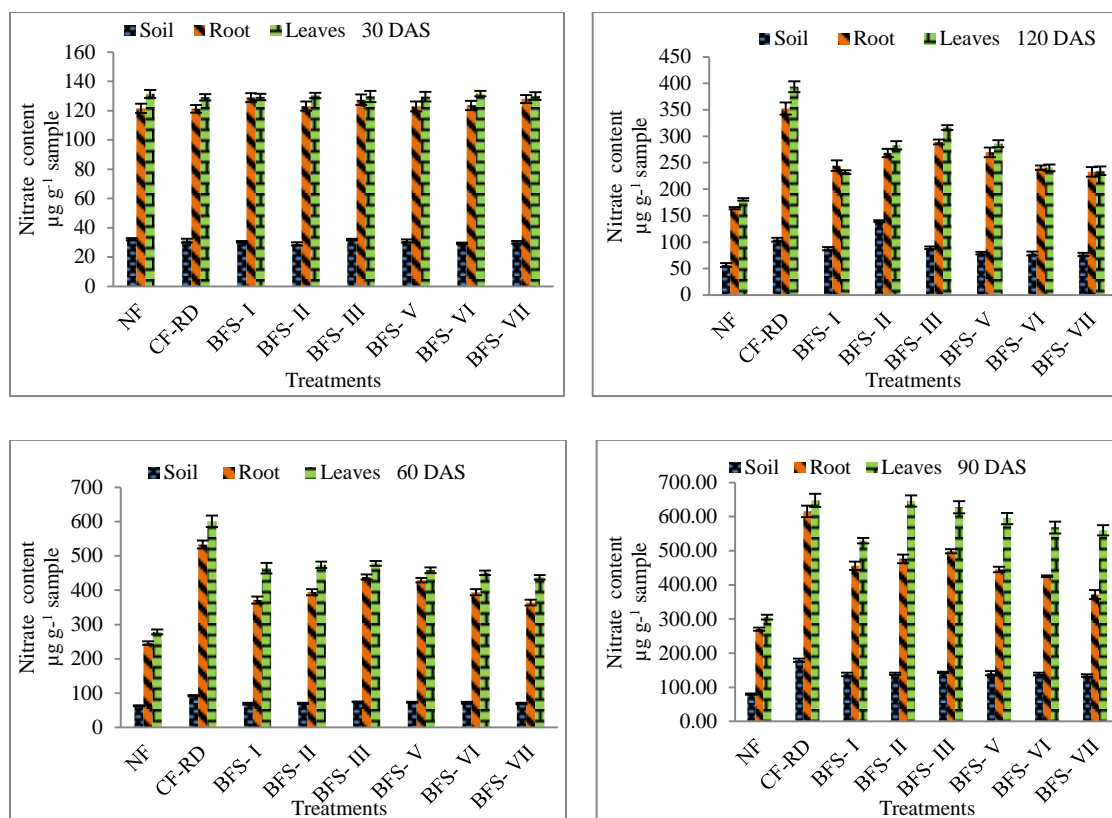 Soil Root Leaves 30 DAS
160
140
120
100
80
60
40
20
0
Nitrate content
µg g-1 sample
NF
CF-RD
BFS- I
BFS- II
BFS- III
BFS- V
BFS- VI
BFS- VII
Treatments
Soil Root Leaves 120 DAS
450
400
350
300
250
200
150
100
50
0
Nitrate content
µg g-1 sample
NF
CF-RD
BFS- I
BFS- II
BFS- III
BFS- V
BFS- VI
BFS- VII
Treatments
Soil Root Leaves 60 DAS
700
600
500
400
300
200
100
0
Nitrate content
µg g-1 sample
NF
CF-RD
BFS- I
BFS- II
BFS- III
BFS- V
BFS- VI
BFS- VII
Treatments
Soil Root Leaves 90 DAS
700.00
600.00
500.00
400.00
300.00
200.00
100.00
0.00
Nitrate content
µg g-1 sample
NF
CF-RD
BFS- I
BFS- II
BFS- III
BFS- V
BFS- VI
BFS- VII
Treatments